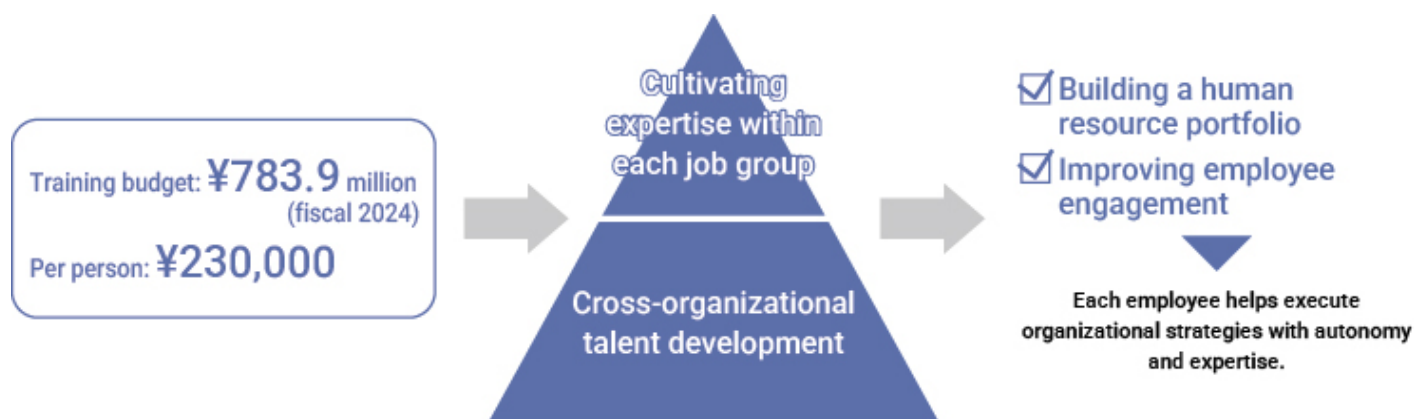 Training budget: ¥783.9 million
(fiscal 2024)
Per person: ¥230,000
Cultivating
expertise within
each job group
Cross-organizational
talent development
Building a human
resource portfolio
Improving employee
engagement
Each employee helps execute
organizational strategies with autonomy
and expertise.